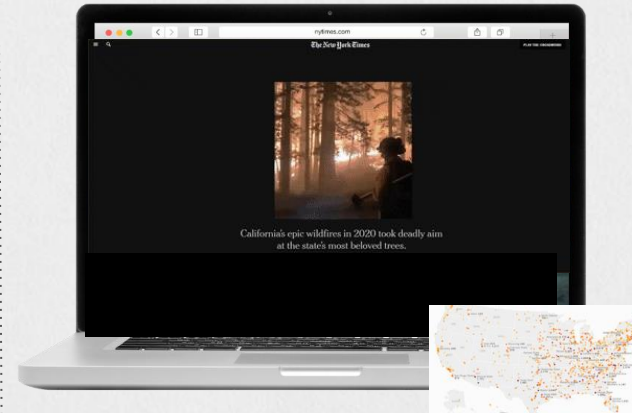 nytimes.com
The New York Times
PLAY THE CROSSWORD
California's epic wildfires in 2020 took deadly aim
at the state's most beloved trees.